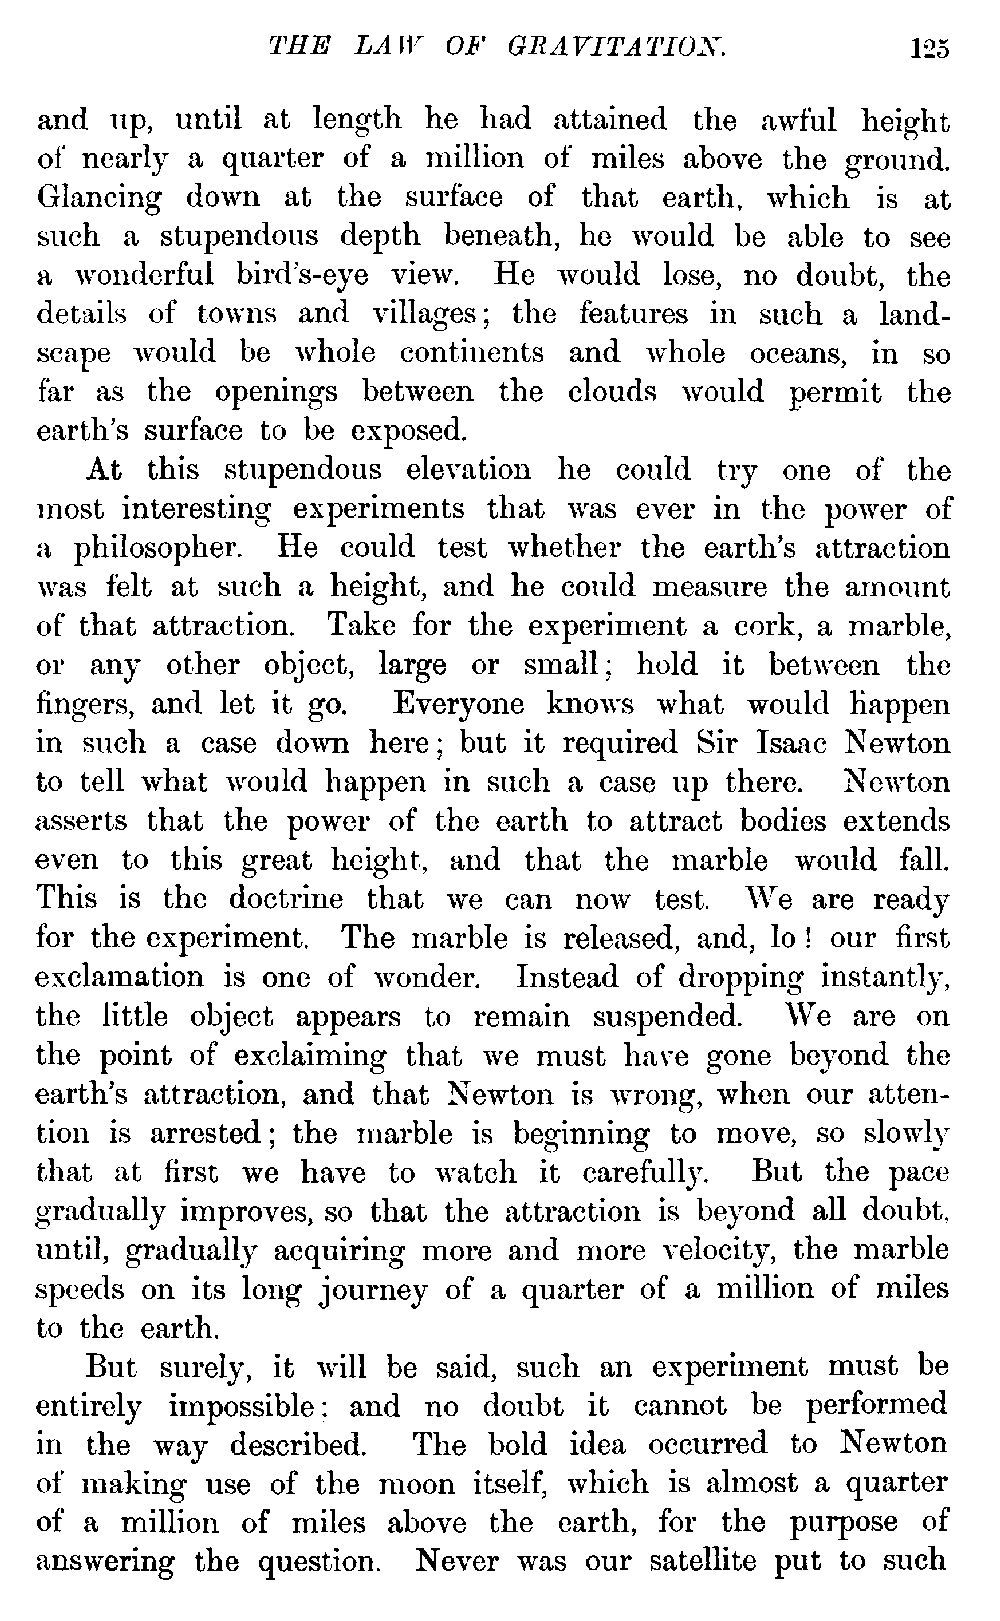 THE LAW OF GRAVITATION. 125
and up, until at length he had attained the awful height
of nearly a quarter of a million of miles above the ground.
Glancing down at the surface of that earth, which is at
such a stupendous depth beneath, he would be able to see
a wonderful bird's-eye view. He would lose, no doubt, the
details of towns and villages; the features in such a land-
scape would be whole continents and whole oceans, in so
far as the openings between the clouds would permit the
earth's surface to be exposed.
At this stupendous elevation he could try one of the
most interesting experiments that was ever in the power of
a philosopher. He could test whether the earth's attraction
was felt at such a height, and he could measure the amount
of that attraction. Take for the experiment a cork, a marble,
or any other object, large or small; hold it between the
fingers, and let it go. Everyone knows what would happen
in such a case down here; but it required Sir Isaac Newton
to tell what would happen in such a case up there. Newton
asserts that the power of the earth to attract bodies extends
even to this great height, and that the marble would fall.
This is the doctrine that we can now test. We are ready
for the experiment. The marble is released, and, lo! our first
exclamation is one of wonder. Instead of dropping instantly,
the little object appears to remain suspended. We are on
the point of exclaiming that we must have gone beyond the
earth's attraction, and that Newton is wrong, when our atten-
tion is arrested; the marble is beginning to move, so slowly
that at first we have to watch it carefully. But the pace
gradually improves, so that the attraction is beyond all doubt,
until, gradually acquiring more and more velocity, the marble
speeds on its long journey of a quarter of a million of miles
to the earth.
But surely, it will be said, such an experiment must be
entirely impossible; and no doubt it cannot be performed
in the way described. The bold idea occurred to Newton
of making use of the moon itself, which is almost a quarter
of a million of miles above the earth, for the purpose of
answering the question. Never was our satellite put to such